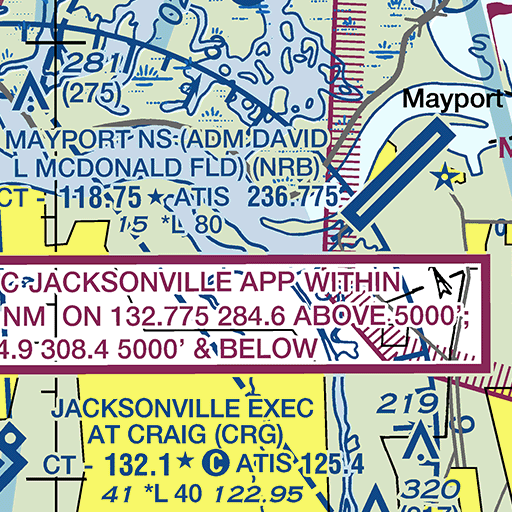 281
(275)
Mayport
N
MAYPORT NS (ADM DAVID
L MCDONALD FLD) (NRB)
CT - 118.75 ★ ATIS 236.775
15 *L 80
C JACKSONVILLE APP WITHIN
NM ON 132.775 284.6 ABOVE 5000';
4.9 308.4 5000' & BELOW
JACKSONVILLE EXEC
AT CRAIG (CRG)
CT - 132.1 ★ C ATIS 125.4
41 *L 40 122.95
219
320